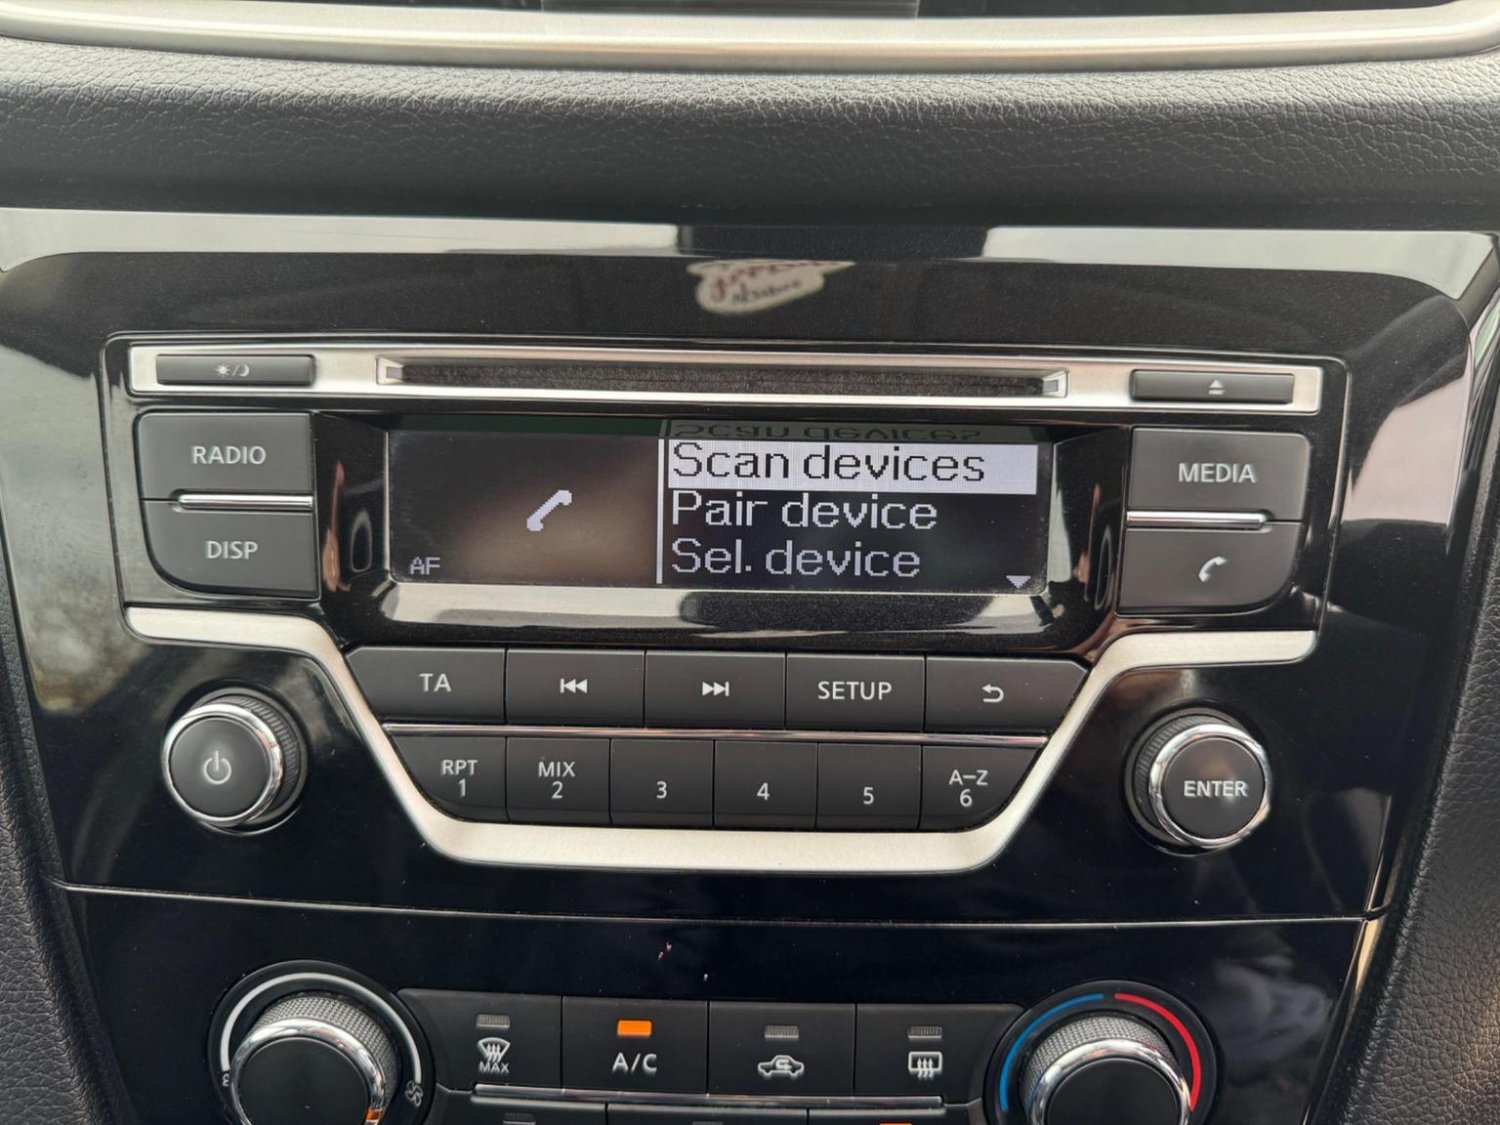 RADIO
DISP
AF
Scan devices
Pair device
Sel. device
MEDIA
TA
SETUP
RPT
1
MIX
2
3
4
5
A-Z
6
ENTER
MAX
A/C